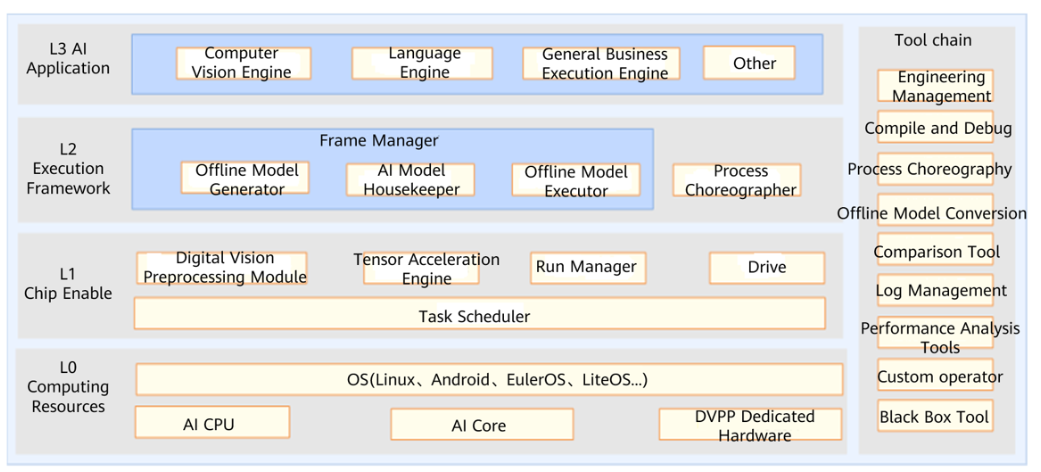 L3 AI
Application
Computer
Vision Engine
Language
Engine
General Business
Execution Engine
Other
L2
Execution
Framework
Frame Manager
Offline Model
Generator
AI Model
Housekeeper
Offline Model
Executor
Process
Choreographer
L1
Chip Enable
Digital Vision
Preprocessing Module
Tensor Acceleration
Engine
Run Manager
Drive
Task Scheduler
L0
Computing
Resources
OS(Linux、Android、EulerOS、LiteOS...)
AI CPU
AI Core
DVPP Dedicated
Hardware
Tool chain
Engineering
Management
Compile and Debug
Process Choreography
Offline Model Conversion
Comparison Tool
Log Management
Performance Analysis
Tools
Custom operator
Black Box Tool